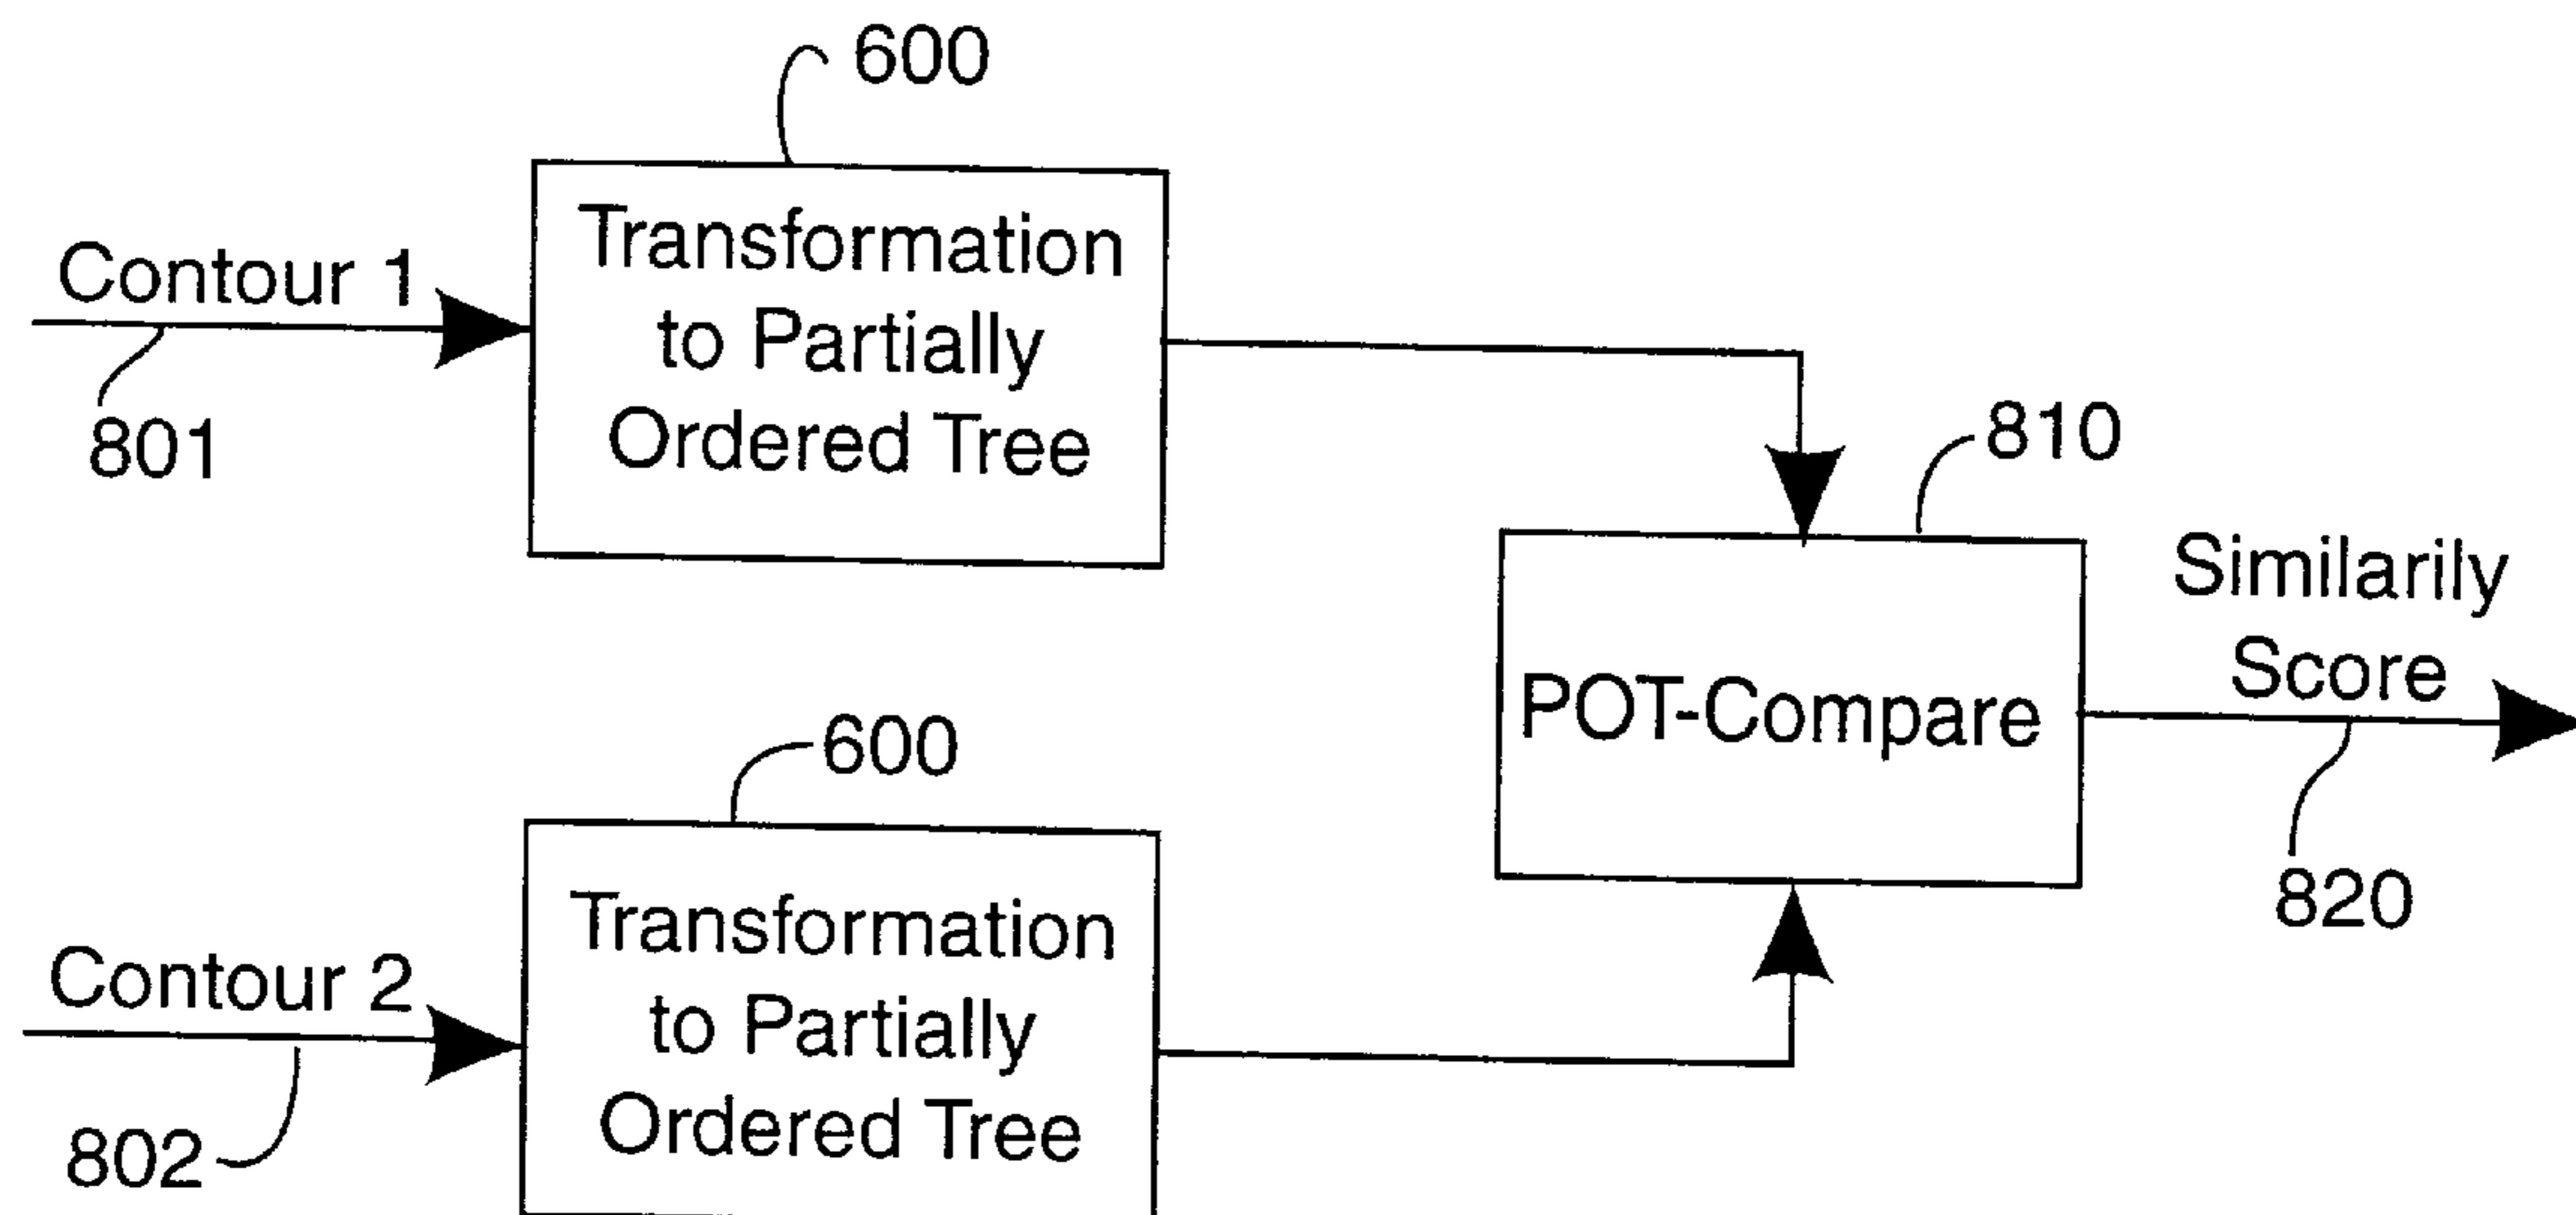 600
Transformation
to Partially
Ordered Tree
Contour 1
801
810
POT-Compare
Similarily
Score
820
600
Transformation
to Partially
Ordered Tree
Contour 2
802